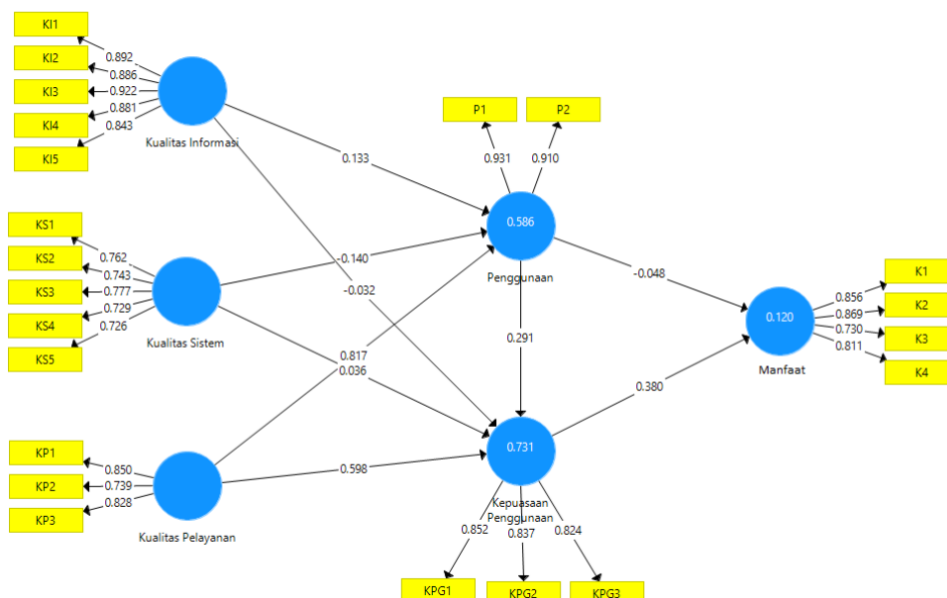 KI1
KI2
KI3
KI4
KI5
0.892
0.886
0.922
0.881
0.843
Kualitas Informasi
KS1
KS2
KS3
KS4
KS5
0.762
0.743
0.777
0.729
0.726
Kualitas Sistem
KP1
KP2
KP3
0.850
0.739
0.828
Kualitas Pelayanan
0.133
-0.140
-0.032
0.817
0.036
0.598
P1
P2
0.931
0.910
0.586
Penggunaan
0.291
0.731
Kepuasaan
Penggunaan
0.852
0.837
0.824
KPG1
KPG2
KPG3
-0.048
0.380
0.120
Manfaat
0.856
0.869
0.730
0.811
K1
K2
K3
K4